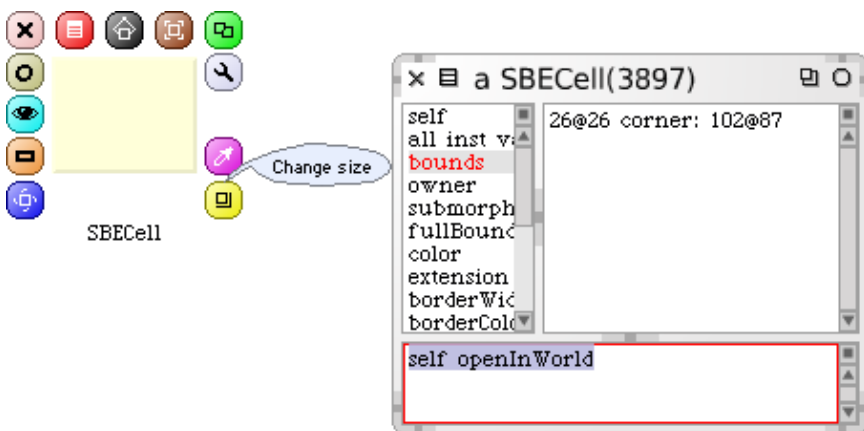 Change size
SBECell
a SBECell(3897)
self
all inst va
bounds
owner
submorph
fullBound
color
extension
borderWid
borderColo
26@26 corner: 102@87
self openInWorld